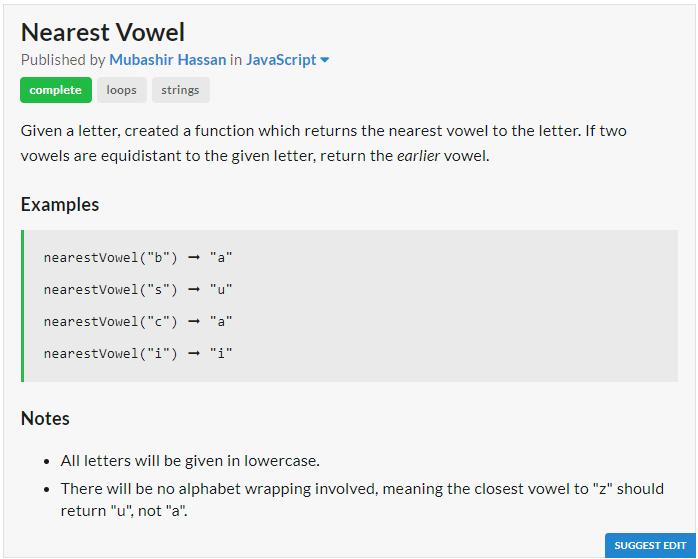 Nearest Vowel
Published by Mubashir Hassan in JavaScript
complete loops strings
Given a letter, created a function which returns the nearest vowel to the letter. If two
vowels are equidistant to the given letter, return the earlier vowel.
Examples
nearestVowel("b") ➞ "a"
nearestVowel("s") ➞ "u"
nearestVowel("c") ➞ "a"
nearestVowel("i") ➞ "i"
Notes
• All letters will be given in lowercase.
• There will be no alphabet wrapping involved, meaning the closest vowel to "z" should
return "u", not "a".
SUGGEST EDIT